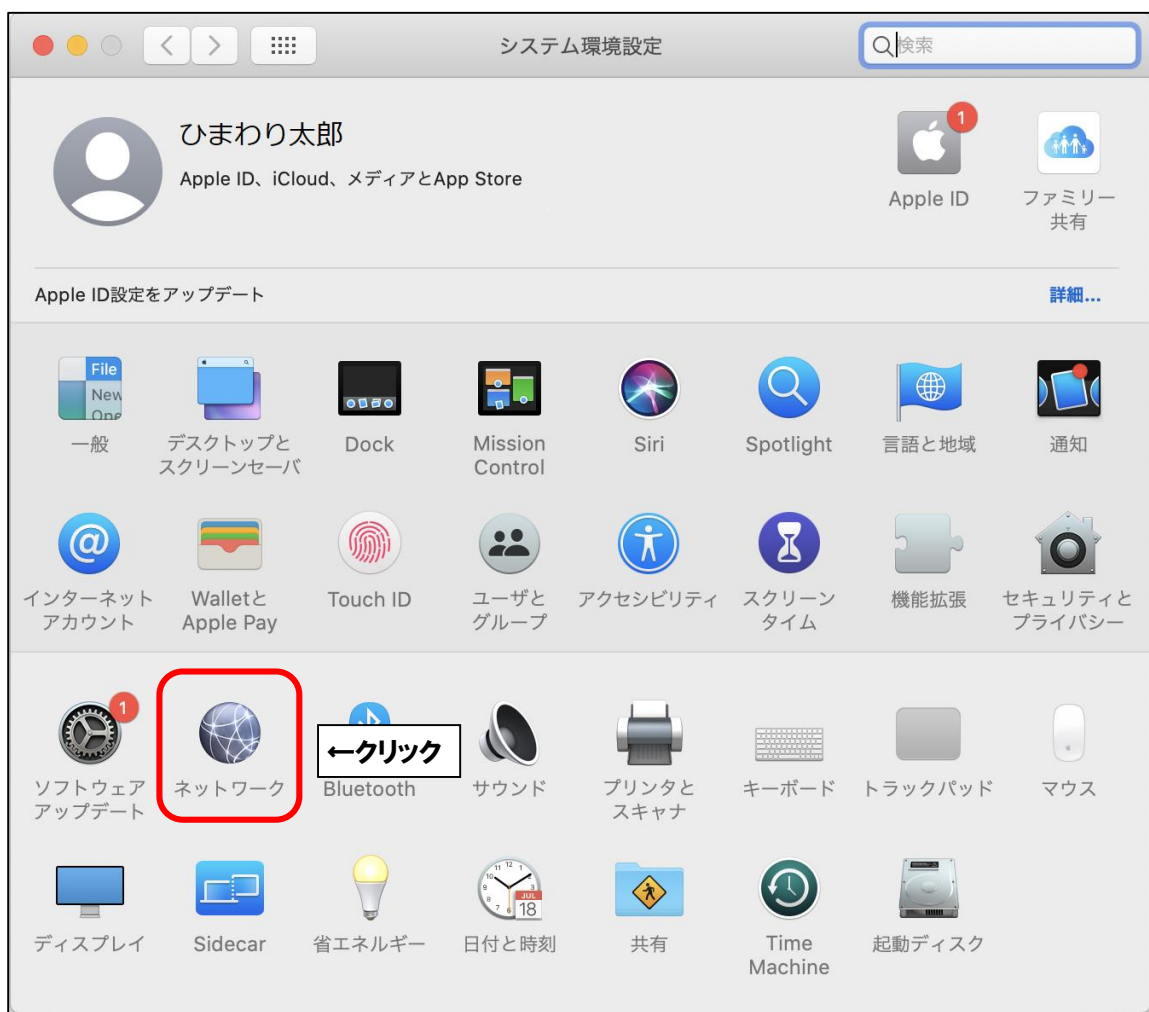 システム環境設定
検索
ひまわり太郎
Apple ID、iCloud、メディアとApp Store
1
Apple ID
ファミリー
共有
Apple ID設定をアップデート
詳細...
File
New
One
一般
デスクトップと
スクリーンセーバ
Dock
Mission
Control
Siri
Spotlight
言語と地域
通知
@
インターネット
アカウント
Walletと
Apple Pay
Touch ID
ユーザと
グループ
アクセシビリティ
スクリーン
タイム
機能拡張
セキュリティと
プライバシー
1
ソフトウェア
アップデート
ネットワーク
←クリック
Bluetooth
サウンド
プリンタと
スキャナ
キーボード
トラックパッド
マウス
ディスプレイ
Sidecar
省エネルギー
JUL
18
日付と時刻
共有
Time
Machine
起動ディスク